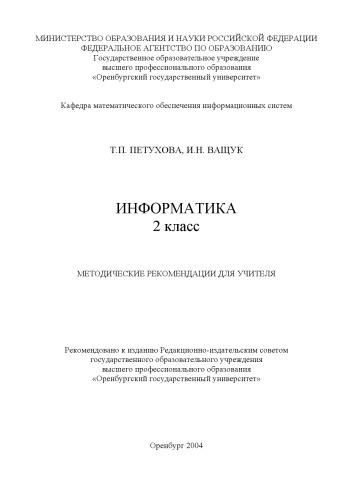 МИНИСТЕРСТВО ОБРАЗОВАНИЯ И НАУКИ РОССИЙСКОЙ ФЕДЕРАЦИИ
ФЕДЕРАЛЬНОЕ АГЕНТСТВО ПО ОБРАЗОВАНИЮ
Государственное образовательное учреждение
высшего профессионального образования
«Оренбургский государственный университет»
Кафедра математического обеспечения информационных систем
Т.П. ПЕТУХОВА, И.Н. ВАЩУК
ИНФОРМАТИКА
2 класс
МЕТОДИЧЕСКИЕ РЕКОМЕНДАЦИИ ДЛЯ УЧИТЕЛЯ
Рекомендовано к изданию Редакционно-издательским советом
государственного образовательного учреждения
высшего профессионального образования
«Оренбургский государственный университет»
Оренбург 2004